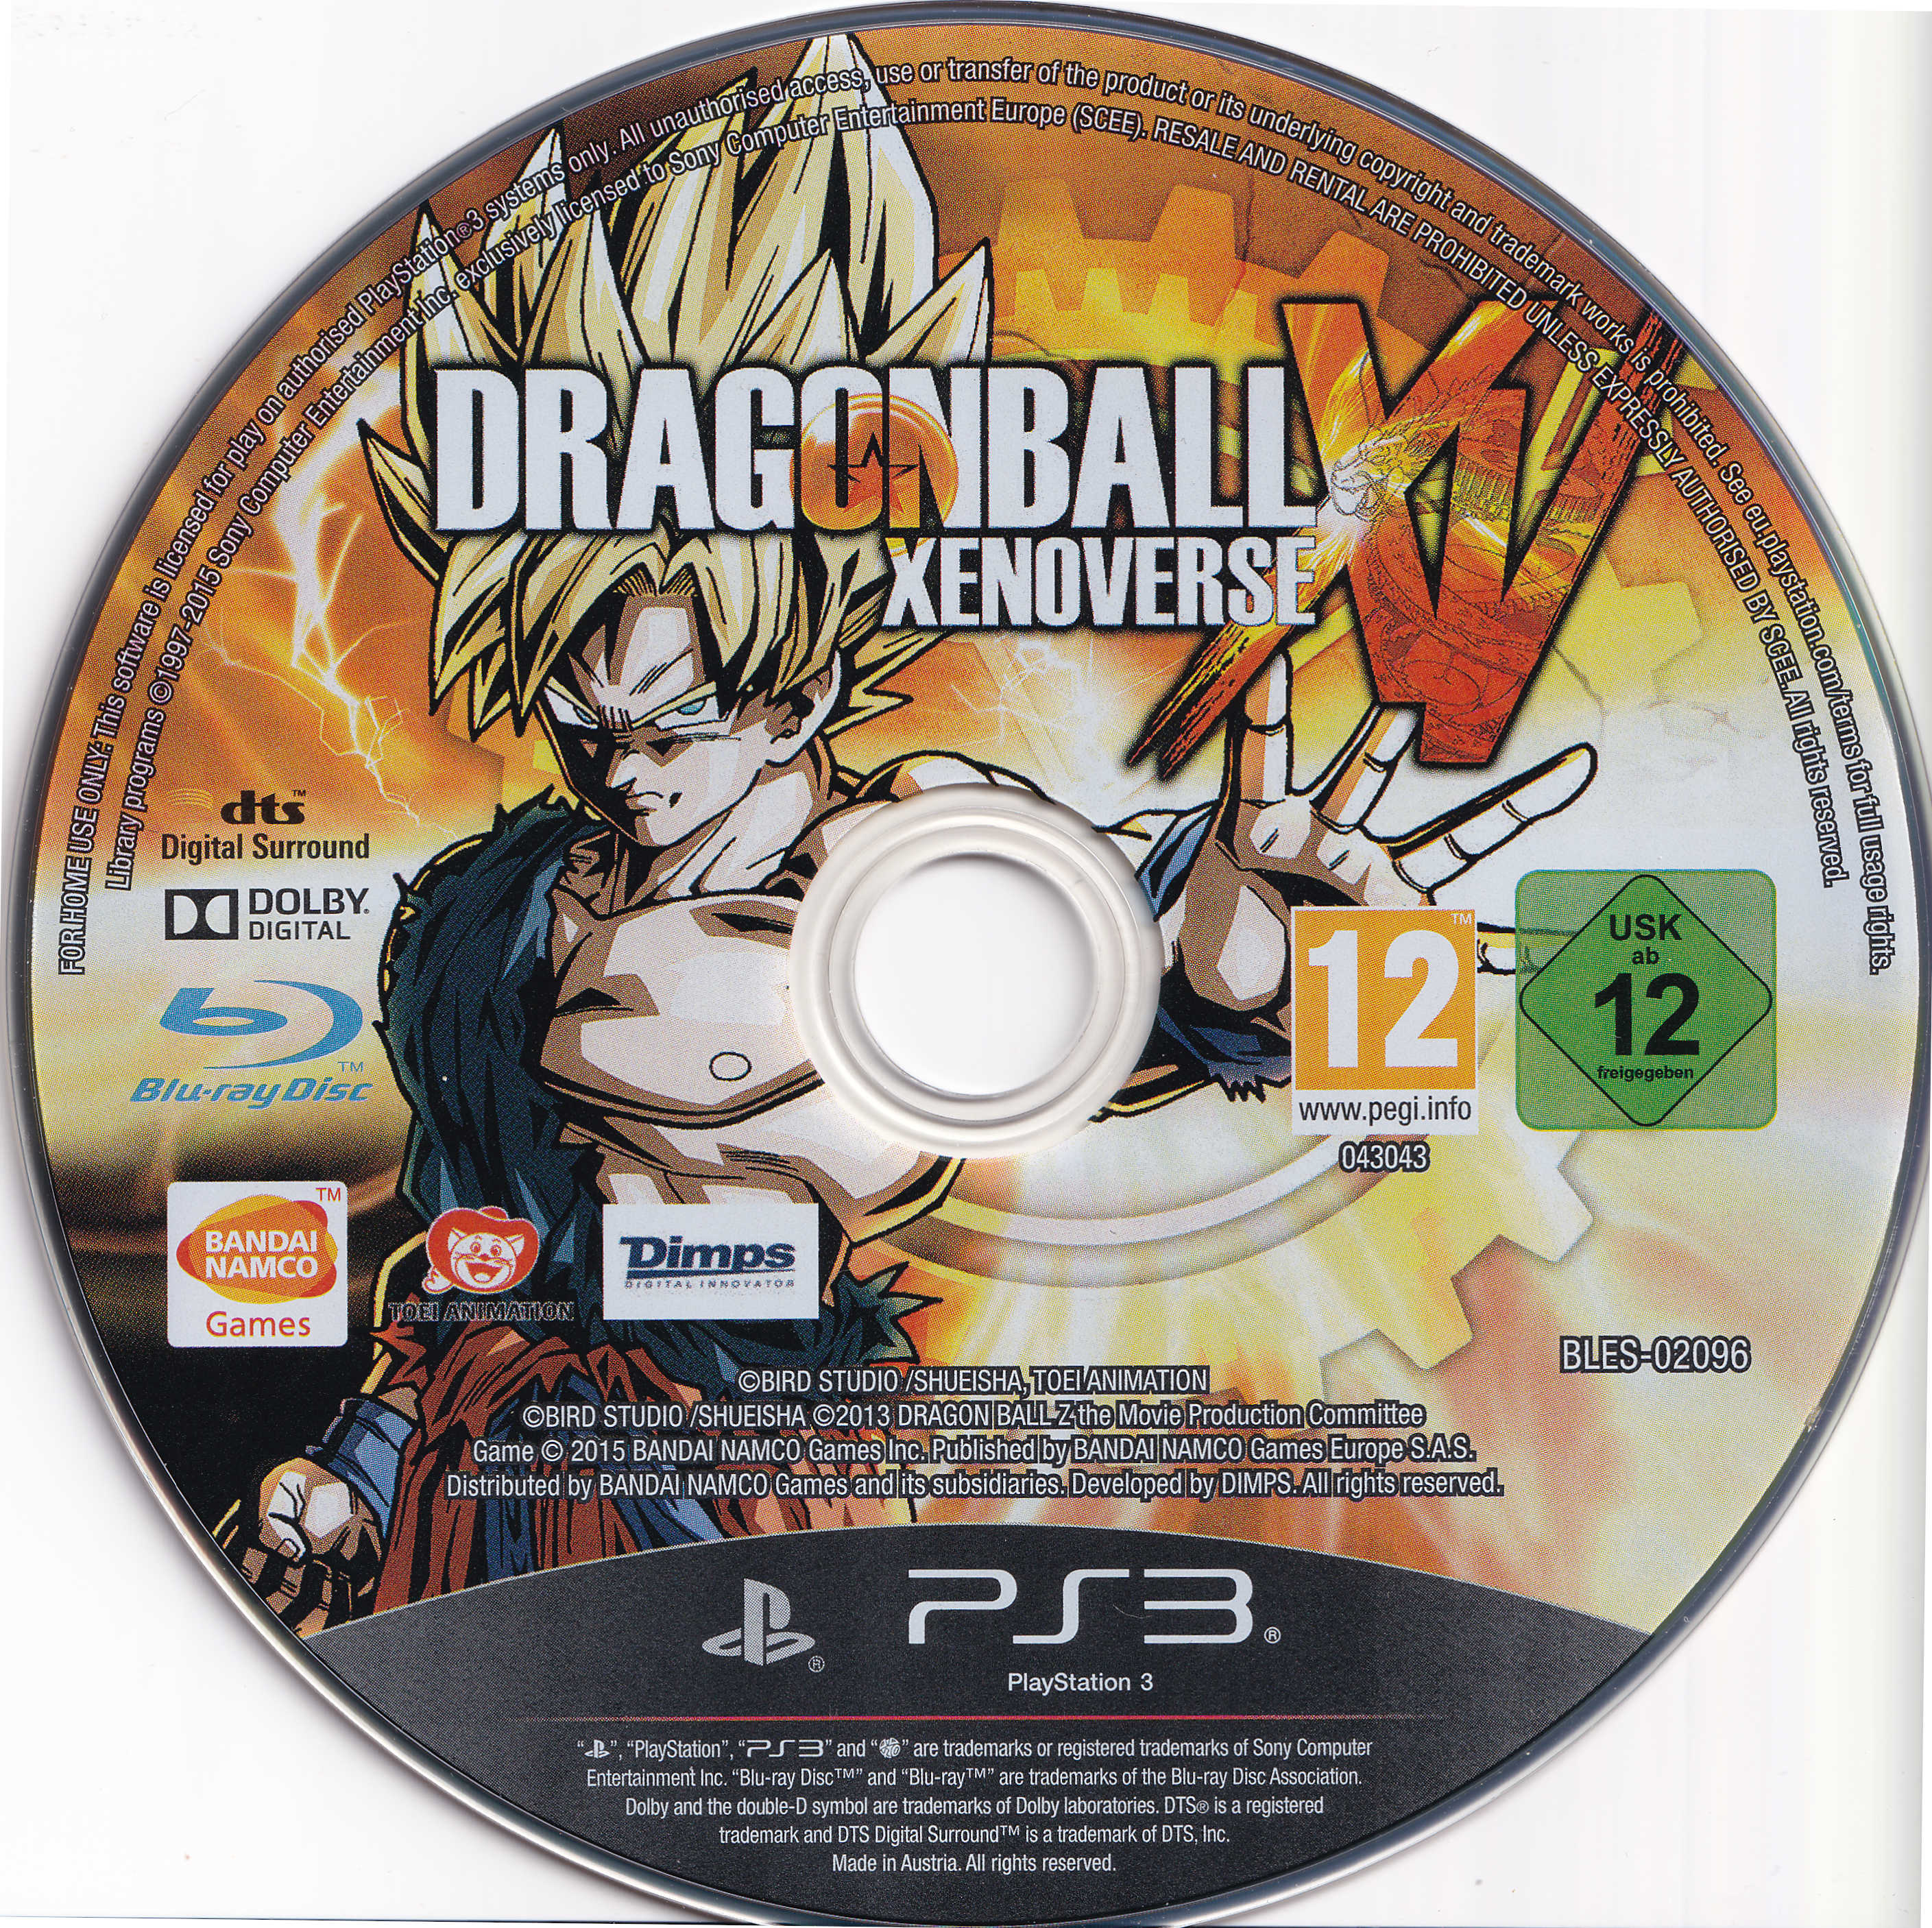 FOR HOME USE ONLY: This software is licensed for play on authorised PlayStation®3 systems only. All unauthorised access, use or transfer of the product or its underlying copyright and trademark works is prohibited. See eu.playstation.com/terms for full usage rights.
Library programs ©1997-2015 Sony Computer Entertainment Inc. exclusively licensed to Sony Computer Entertainment Europe (SCEE). RESALE AND RENTAL ARE PROHIBITED UNLESS EXPRESSLY AUTHORISED BY SCEE. All rights reserved.
DRAGONBALL XV
XENOVERSE
dts™
Digital Surround
DOLBY®
DIGITAL
Blu-ray Disc™
12™
www.pegi.info
043043
USK
ab
12
freigegeben
BANDAI
NAMCO™
Games
TOEI ANIMATION
Dimps
DIGITAL INNOVATOR
BLES-02096
©BIRD STUDIO /SHUEISHA, TOEI ANIMATION
©BIRD STUDIO /SHUEISHA ©2013 DRAGON BALL Z the Movie Production Committee
Game © 2015 BANDAI NAMCO Games Inc. Published by BANDAI NAMCO Games Europe S.A.S.
Distributed by BANDAI NAMCO Games and its subsidiaries. Developed by DIMPS. All rights reserved.
PS3®
PlayStation 3
“ ”, “PlayStation”, “PS3” and “ ” are trademarks or registered trademarks of Sony Computer
Entertainment Inc. “Blu-ray Disc™” and “Blu-ray™” are trademarks of the Blu-ray Disc Association.
Dolby and the double-D symbol are trademarks of Dolby laboratories. DTS® is a registered
trademark and DTS Digital Surround™ is a trademark of DTS, Inc.
Made in Austria. All rights reserved.